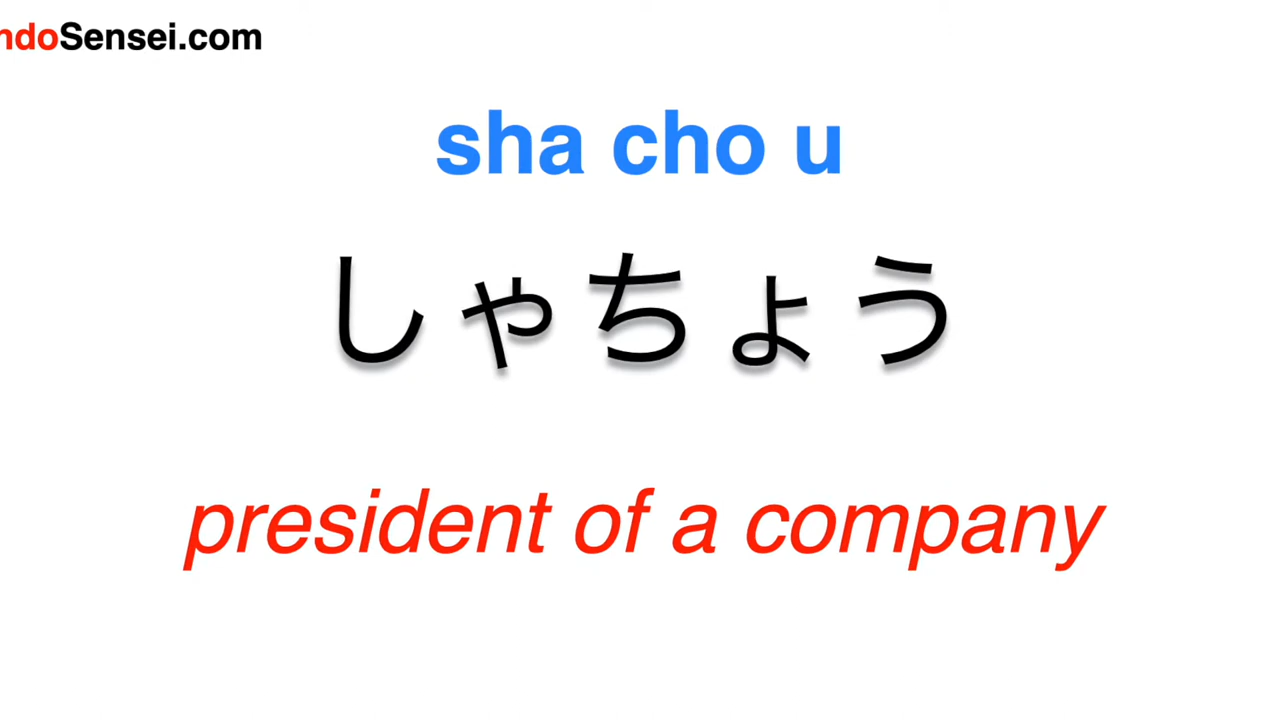 ndoSensei.com
sha cho u
しゃちょう
president of a company